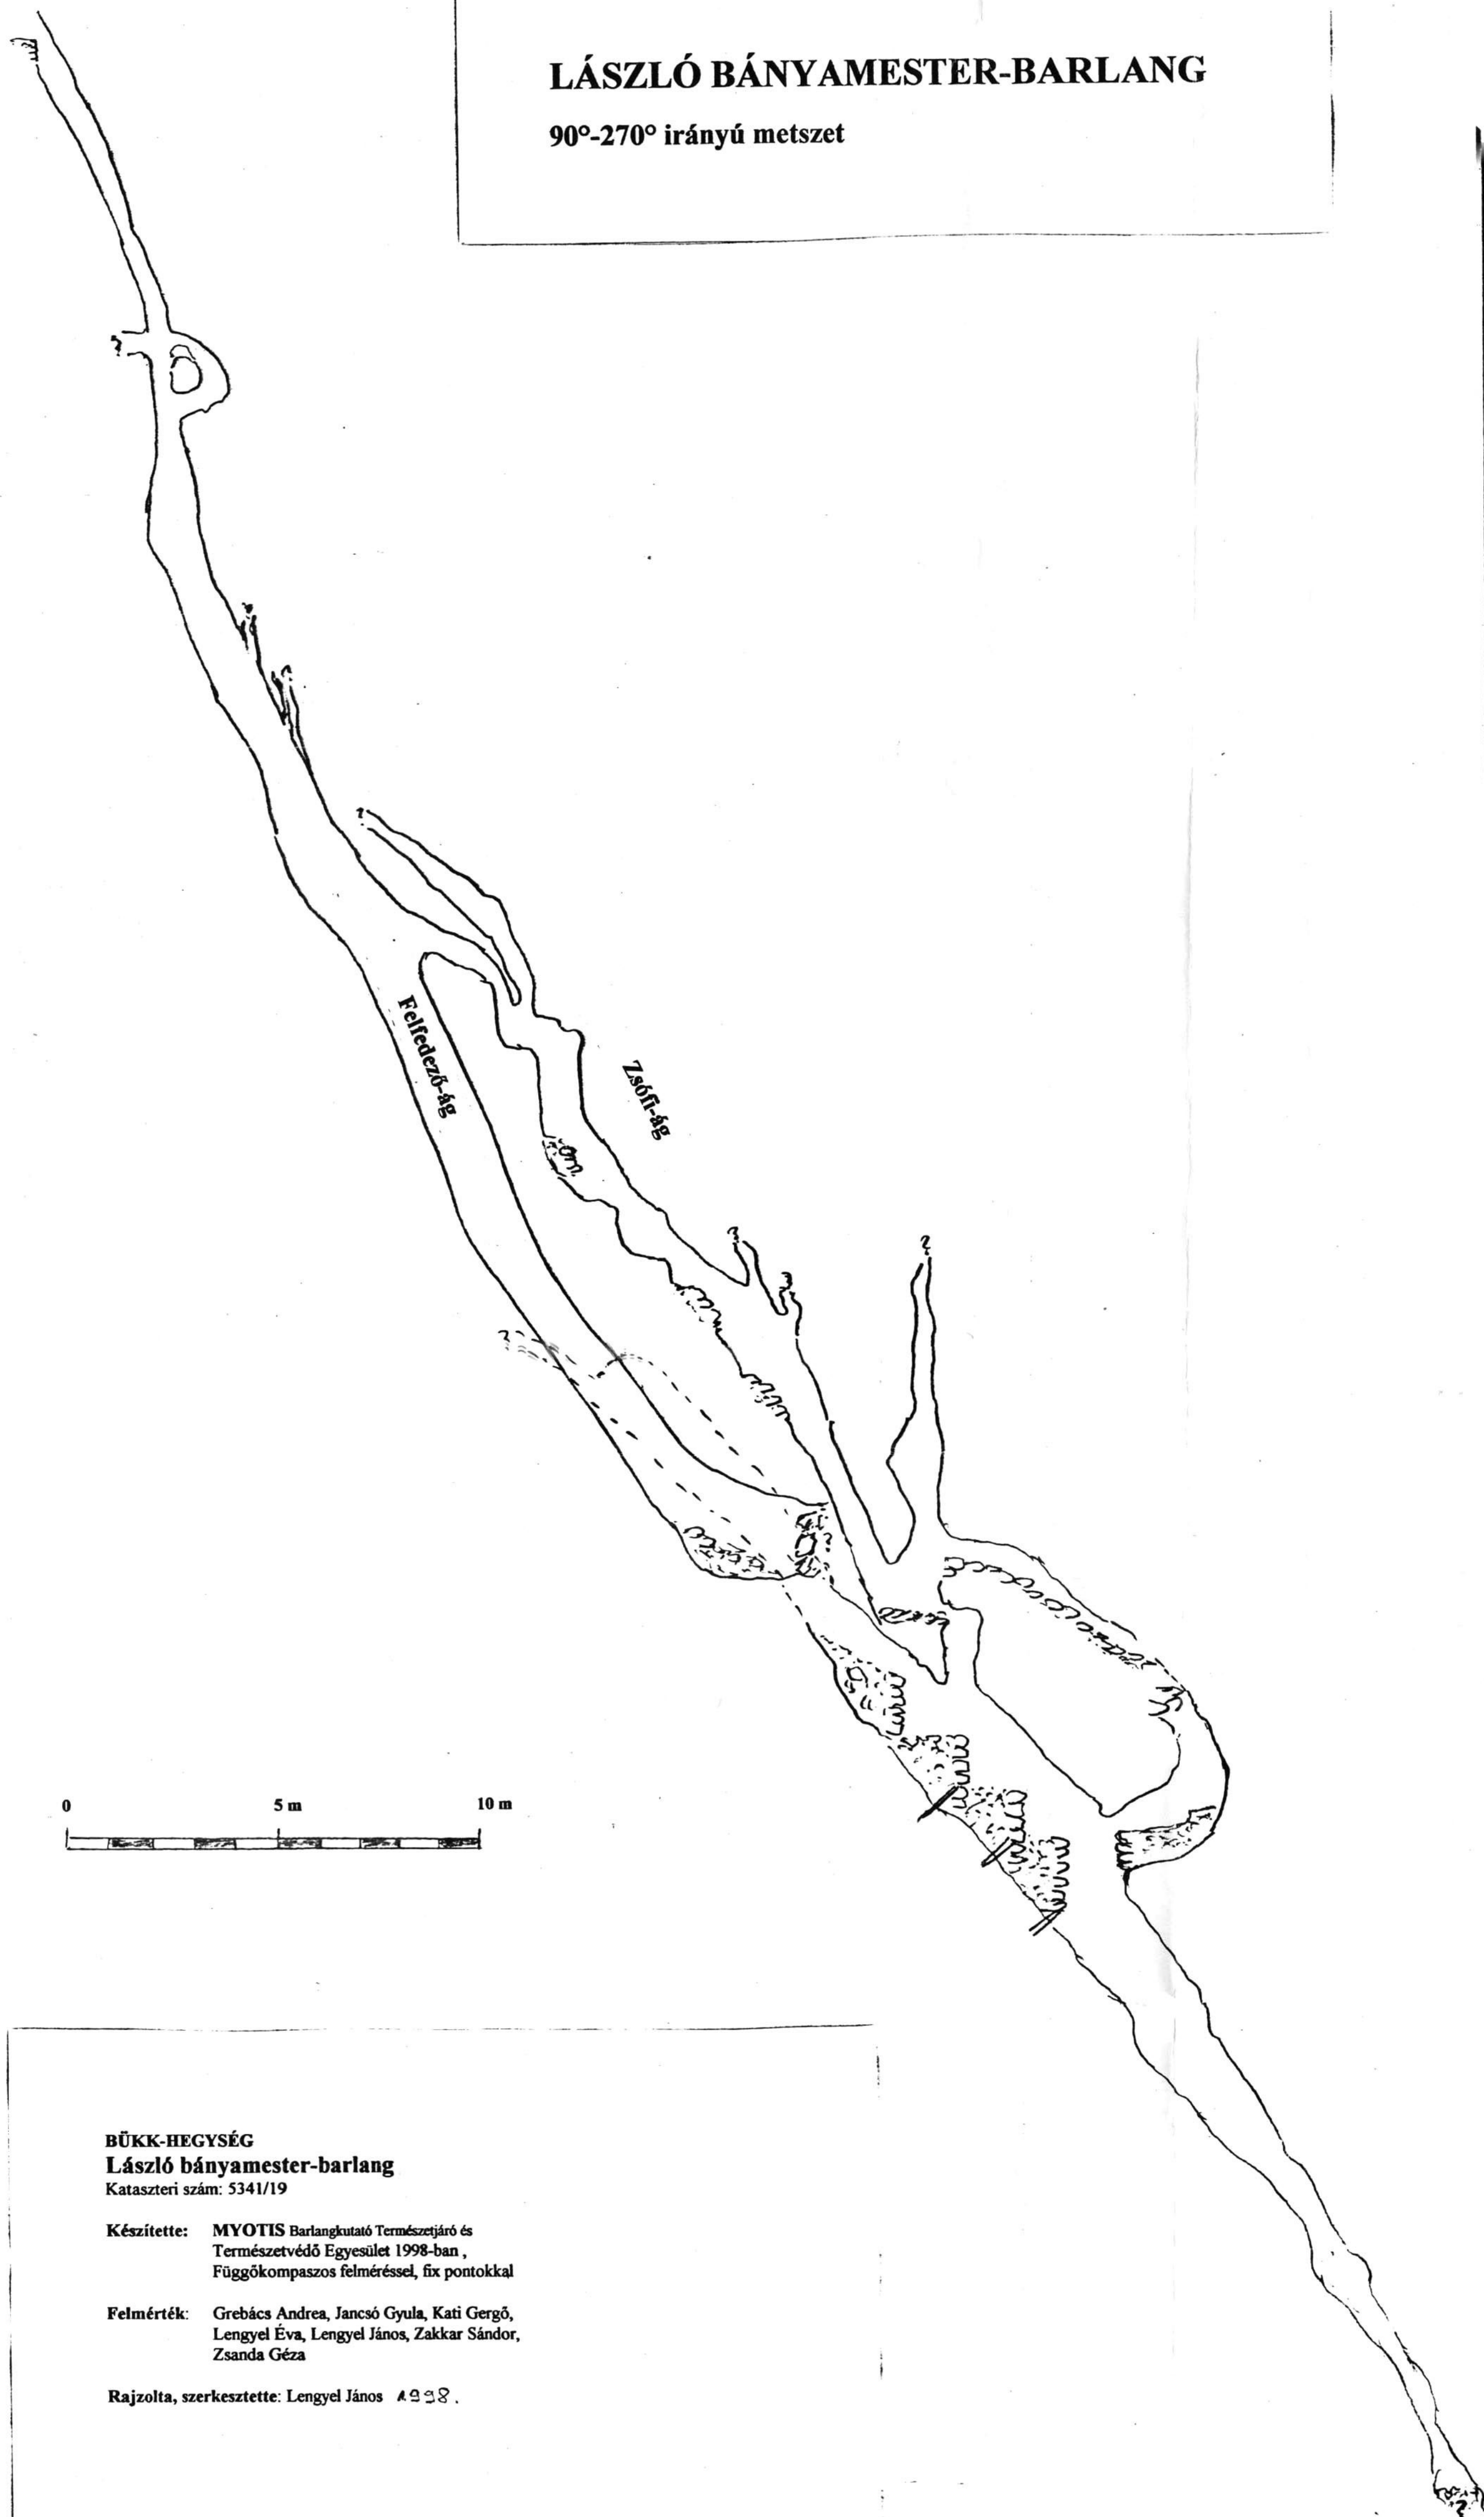 LÁSZLÓ BÁNYAMESTER-BARLANG
90°-270° irányú metszet
?
?
?
Felfedező-ág
Zsófi-ág
?
?
?
?
0 5 m 10 m
BÜKK-HEGYSÉG
László bányamester-barlang
Kataszteri szám: 5341/19
Készítette: MYOTIS Barlangkutató Természetjáró és
Természetvédő Egyesület 1998-ban ,
Függőkompaszos felméréssel, fix pontokkal
Felmérték: Grebács Andrea, Jancsó Gyula, Kati Gergő,
Lengyel Éva, Lengyel János, Zakkar Sándor,
Zsanda Géza
Rajzolta, szerkesztette: Lengyel János 1998.
?